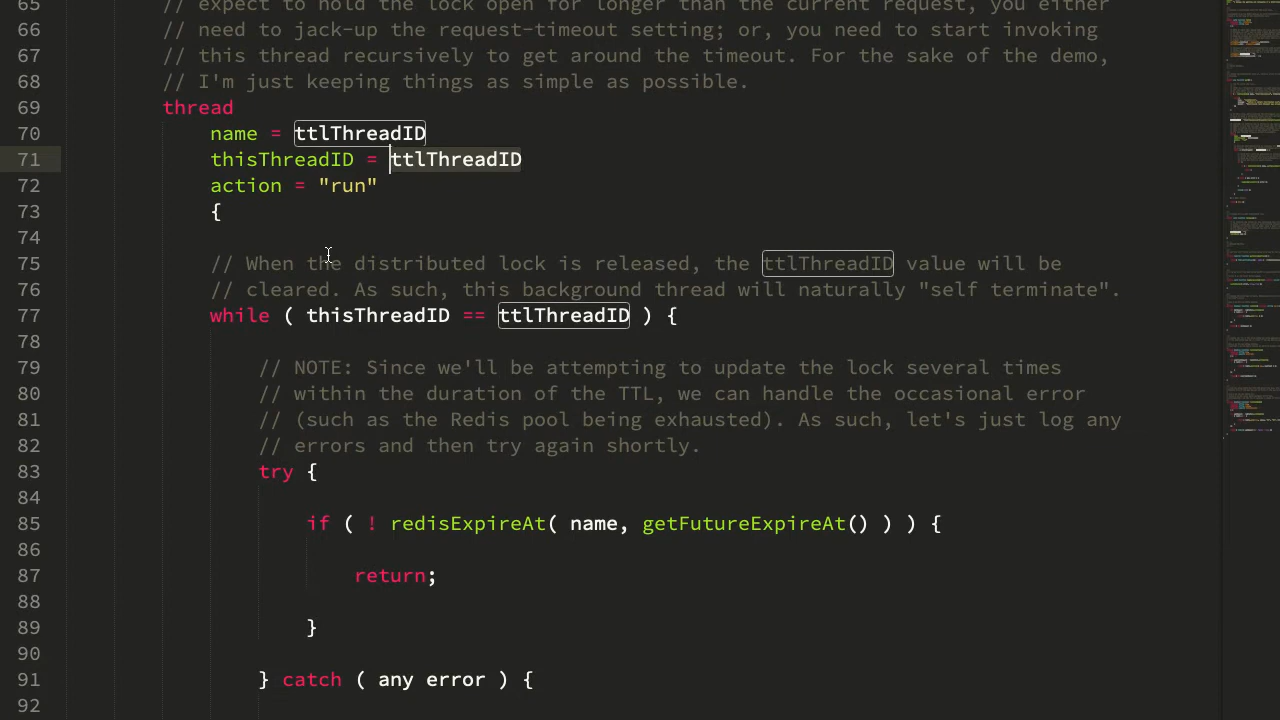 65 // expect to hold the lock open for longer than the current request, you either
66 // need to jack-up the request-timeout setting; or, you need to start invoking
67 // this thread recursively to get around the timeout. For the sake of the demo,
68 // I'm just keeping things as simple as possible.
69 thread
70 name = ttlThreadID
71 thisThreadID = ttlThreadID
72 action = "run"
73 {
74
75 // When the distributed lock is released, the ttlThreadID value will be
76 // cleared. As such, this background thread will naturally "self terminate".
77 while ( thisThreadID == ttlThreadID ) {
78
79 // NOTE: Since we'll be attempting to update the lock several times
80 // within the duration of the TTL, we can handle the occasional error
81 // (such as the Redis pool being exhausted). As such, let's just log any
82 // errors and then try again shortly.
83 try {
84
85 if ( ! redisExpireAt( name, getFutureExpireAt() ) ) {
86
87 return;
88
89 }
90
91 } catch ( any error ) {
92